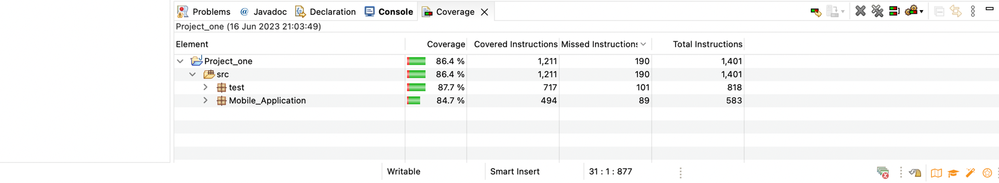 Problems @ Javadoc Declaration Console Coverage
Project_one (16 Jun 2023 21:03:49)
Element Coverage Covered Instructions Missed Instructions Total Instructions
Project_one 86.4 % 1,211 190 1,401
src 86.4 % 1,211 190 1,401
test 87.7 % 717 101 818
Mobile_Application 84.7 % 494 89 583
Writable Smart Insert 31 : 1 : 877